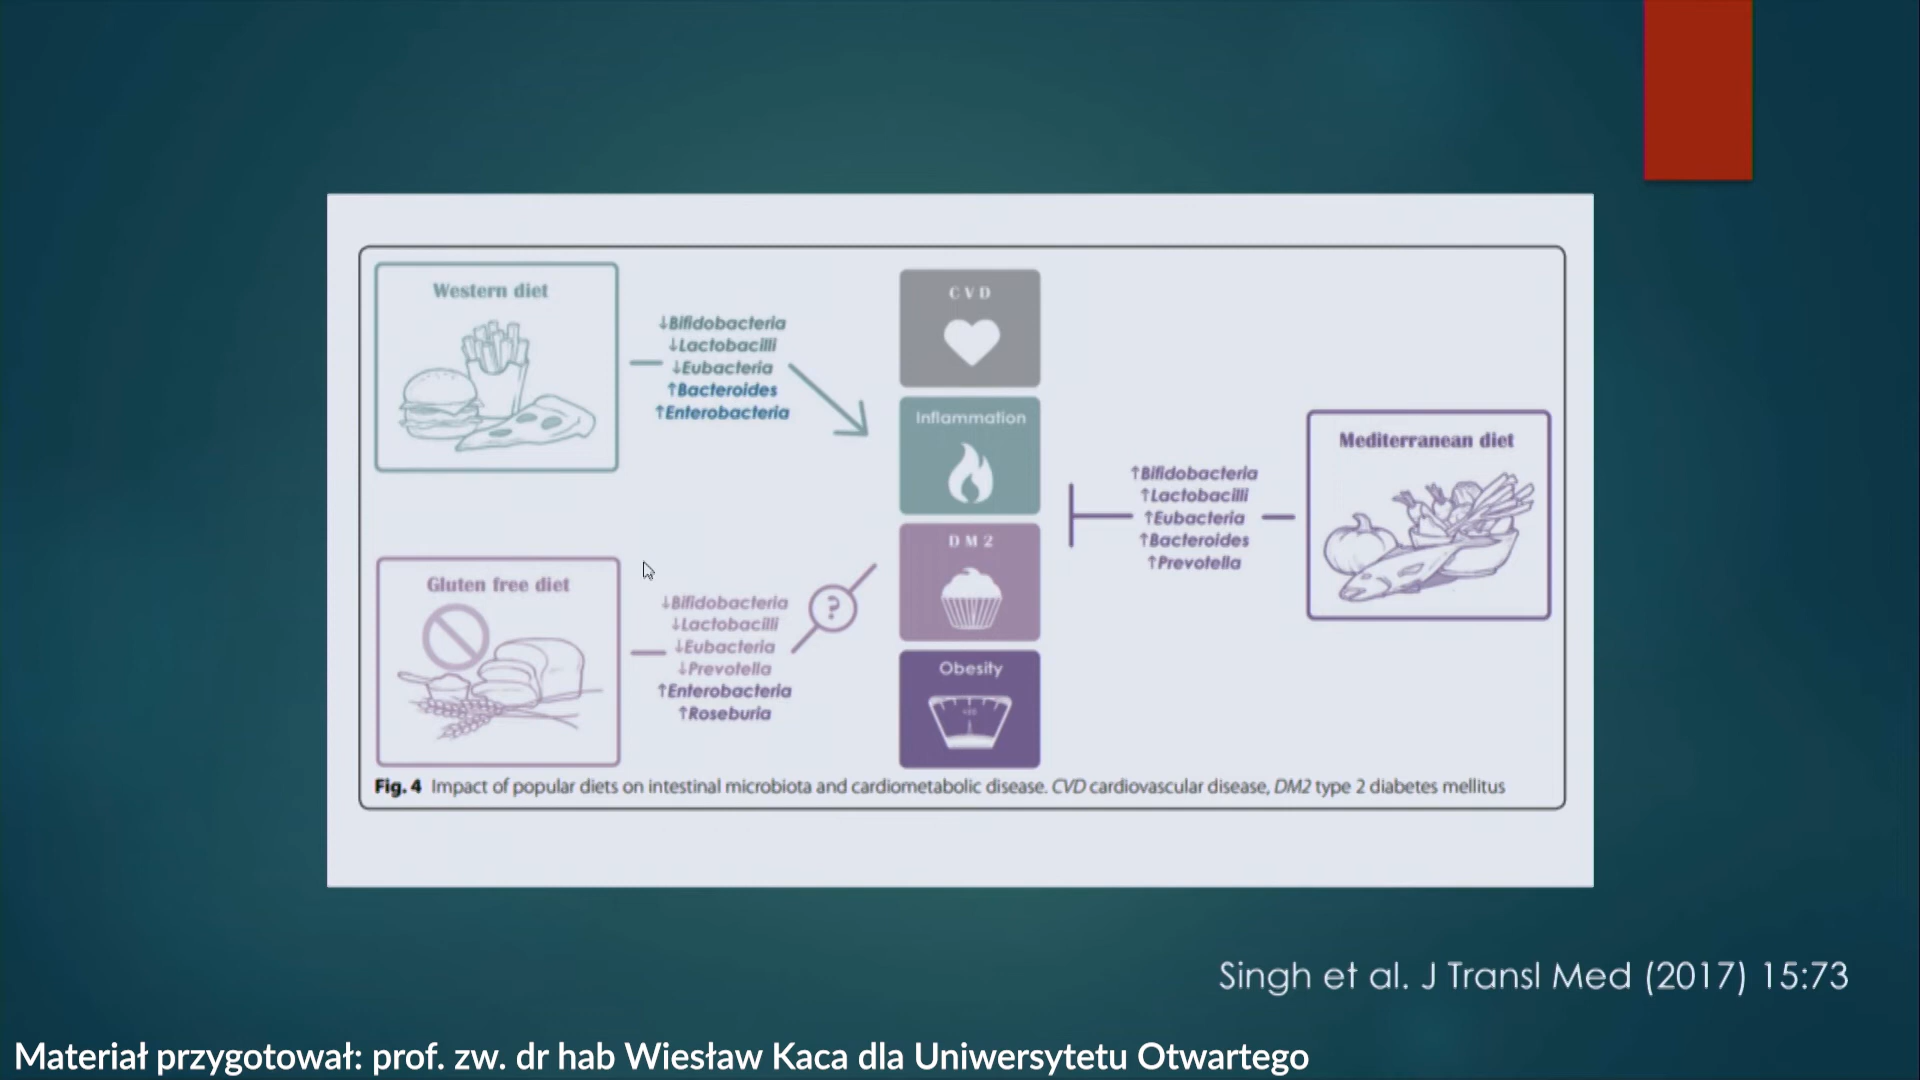 Western diet
↓Bifidobacteria
↓Lactobacilli
↓Eubacteria
↑Bacteroides
↑Enterobacteria
Gluten free diet
↓Bifidobacteria
↓Lactobacilli
↓Eubacteria
↓Prevotella
↑Enterobacteria
↑Roseburia
?
CVD
Inflammation
DM2
Obesity
↑Bifidobacteria
↑Lactobacilli
↑Eubacteria
↑Bacteroides
↑Prevotella
Mediterranean diet
Fig. 4 Impact of popular diets on intestinal microbiota and cardiometabolic disease. CVD cardiovascular disease, DM2 type 2 diabetes mellitus
Singh et al. J Transl Med (2017) 15:73
Materiał przygotował: prof. zw. dr hab Wiesław Kaca dla Uniwersytetu Otwartego